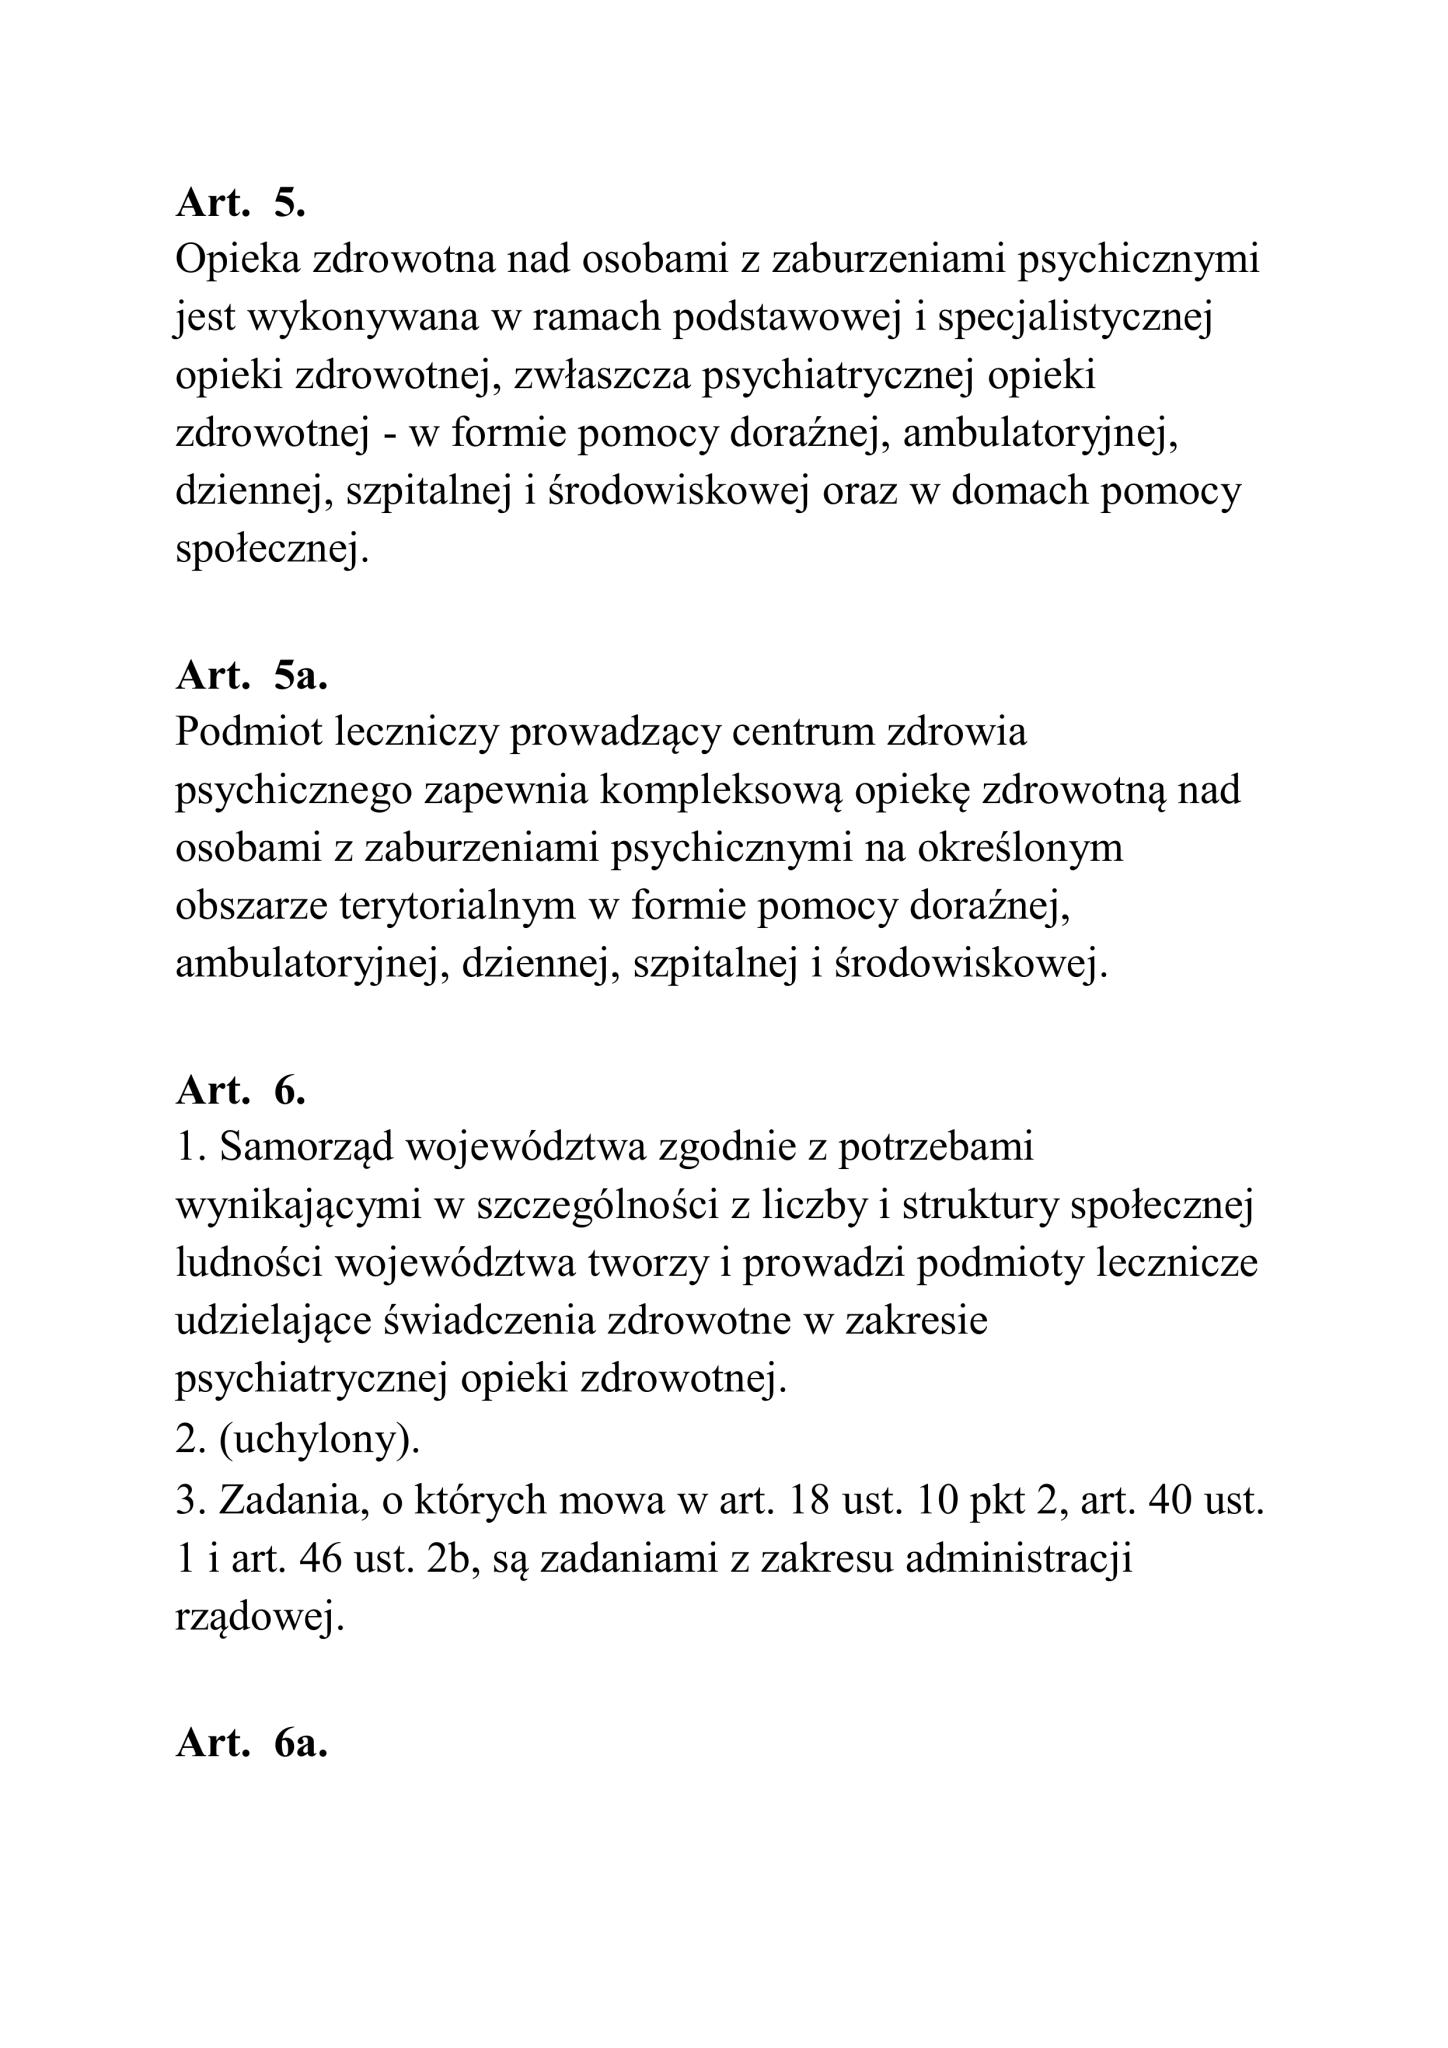 Art.  5.
Opieka zdrowotna nad osobami z zaburzeniami psychicznymi
jest wykonywana w ramach podstawowej i specjalistycznej
opieki zdrowotnej, zwłaszcza psychiatrycznej opieki
zdrowotnej - w formie pomocy doraźnej, ambulatoryjnej,
dziennej, szpitalnej i środowiskowej oraz w domach pomocy
społecznej.
Art.  5a.
Podmiot leczniczy prowadzący centrum zdrowia
psychicznego zapewnia kompleksową opiekę zdrowotną nad
osobami z zaburzeniami psychicznymi na określonym
obszarze terytorialnym w formie pomocy doraźnej,
ambulatoryjnej, dziennej, szpitalnej i środowiskowej.
Art.  6.
1. Samorząd województwa zgodnie z potrzebami
wynikającymi w szczególności z liczby i struktury społecznej
ludności województwa tworzy i prowadzi podmioty lecznicze
udzielające świadczenia zdrowotne w zakresie
psychiatrycznej opieki zdrowotnej.
2. (uchylony).
3. Zadania, o których mowa w art. 18 ust. 10 pkt 2, art. 40 ust.
1 i art. 46 ust. 2b, są zadaniami z zakresu administracji
rządowej.
Art.  6a.